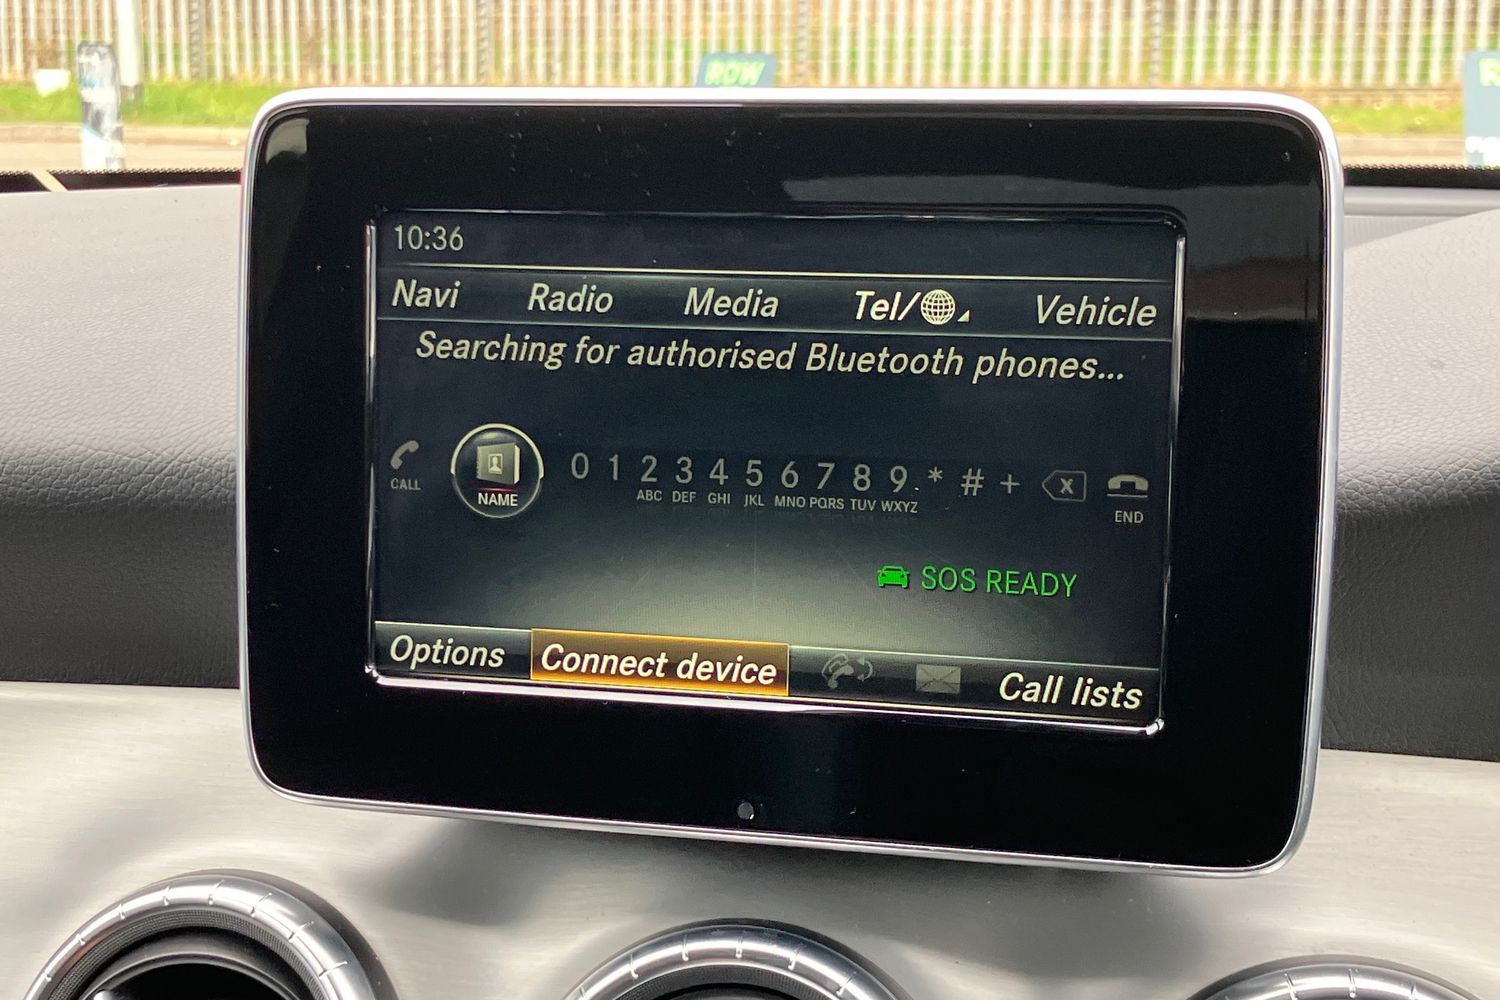 ROW
10:36
Navi Radio Media Tel/ Vehicle
Searching for authorised Bluetooth phones...
CALL NAME 0 1 2 3 4 5 6 7 8 9 * # + X END
ABC DEF GHI JKL MNO PQRS TUV WXYZ
SOS READY
Options Connect device Call lists